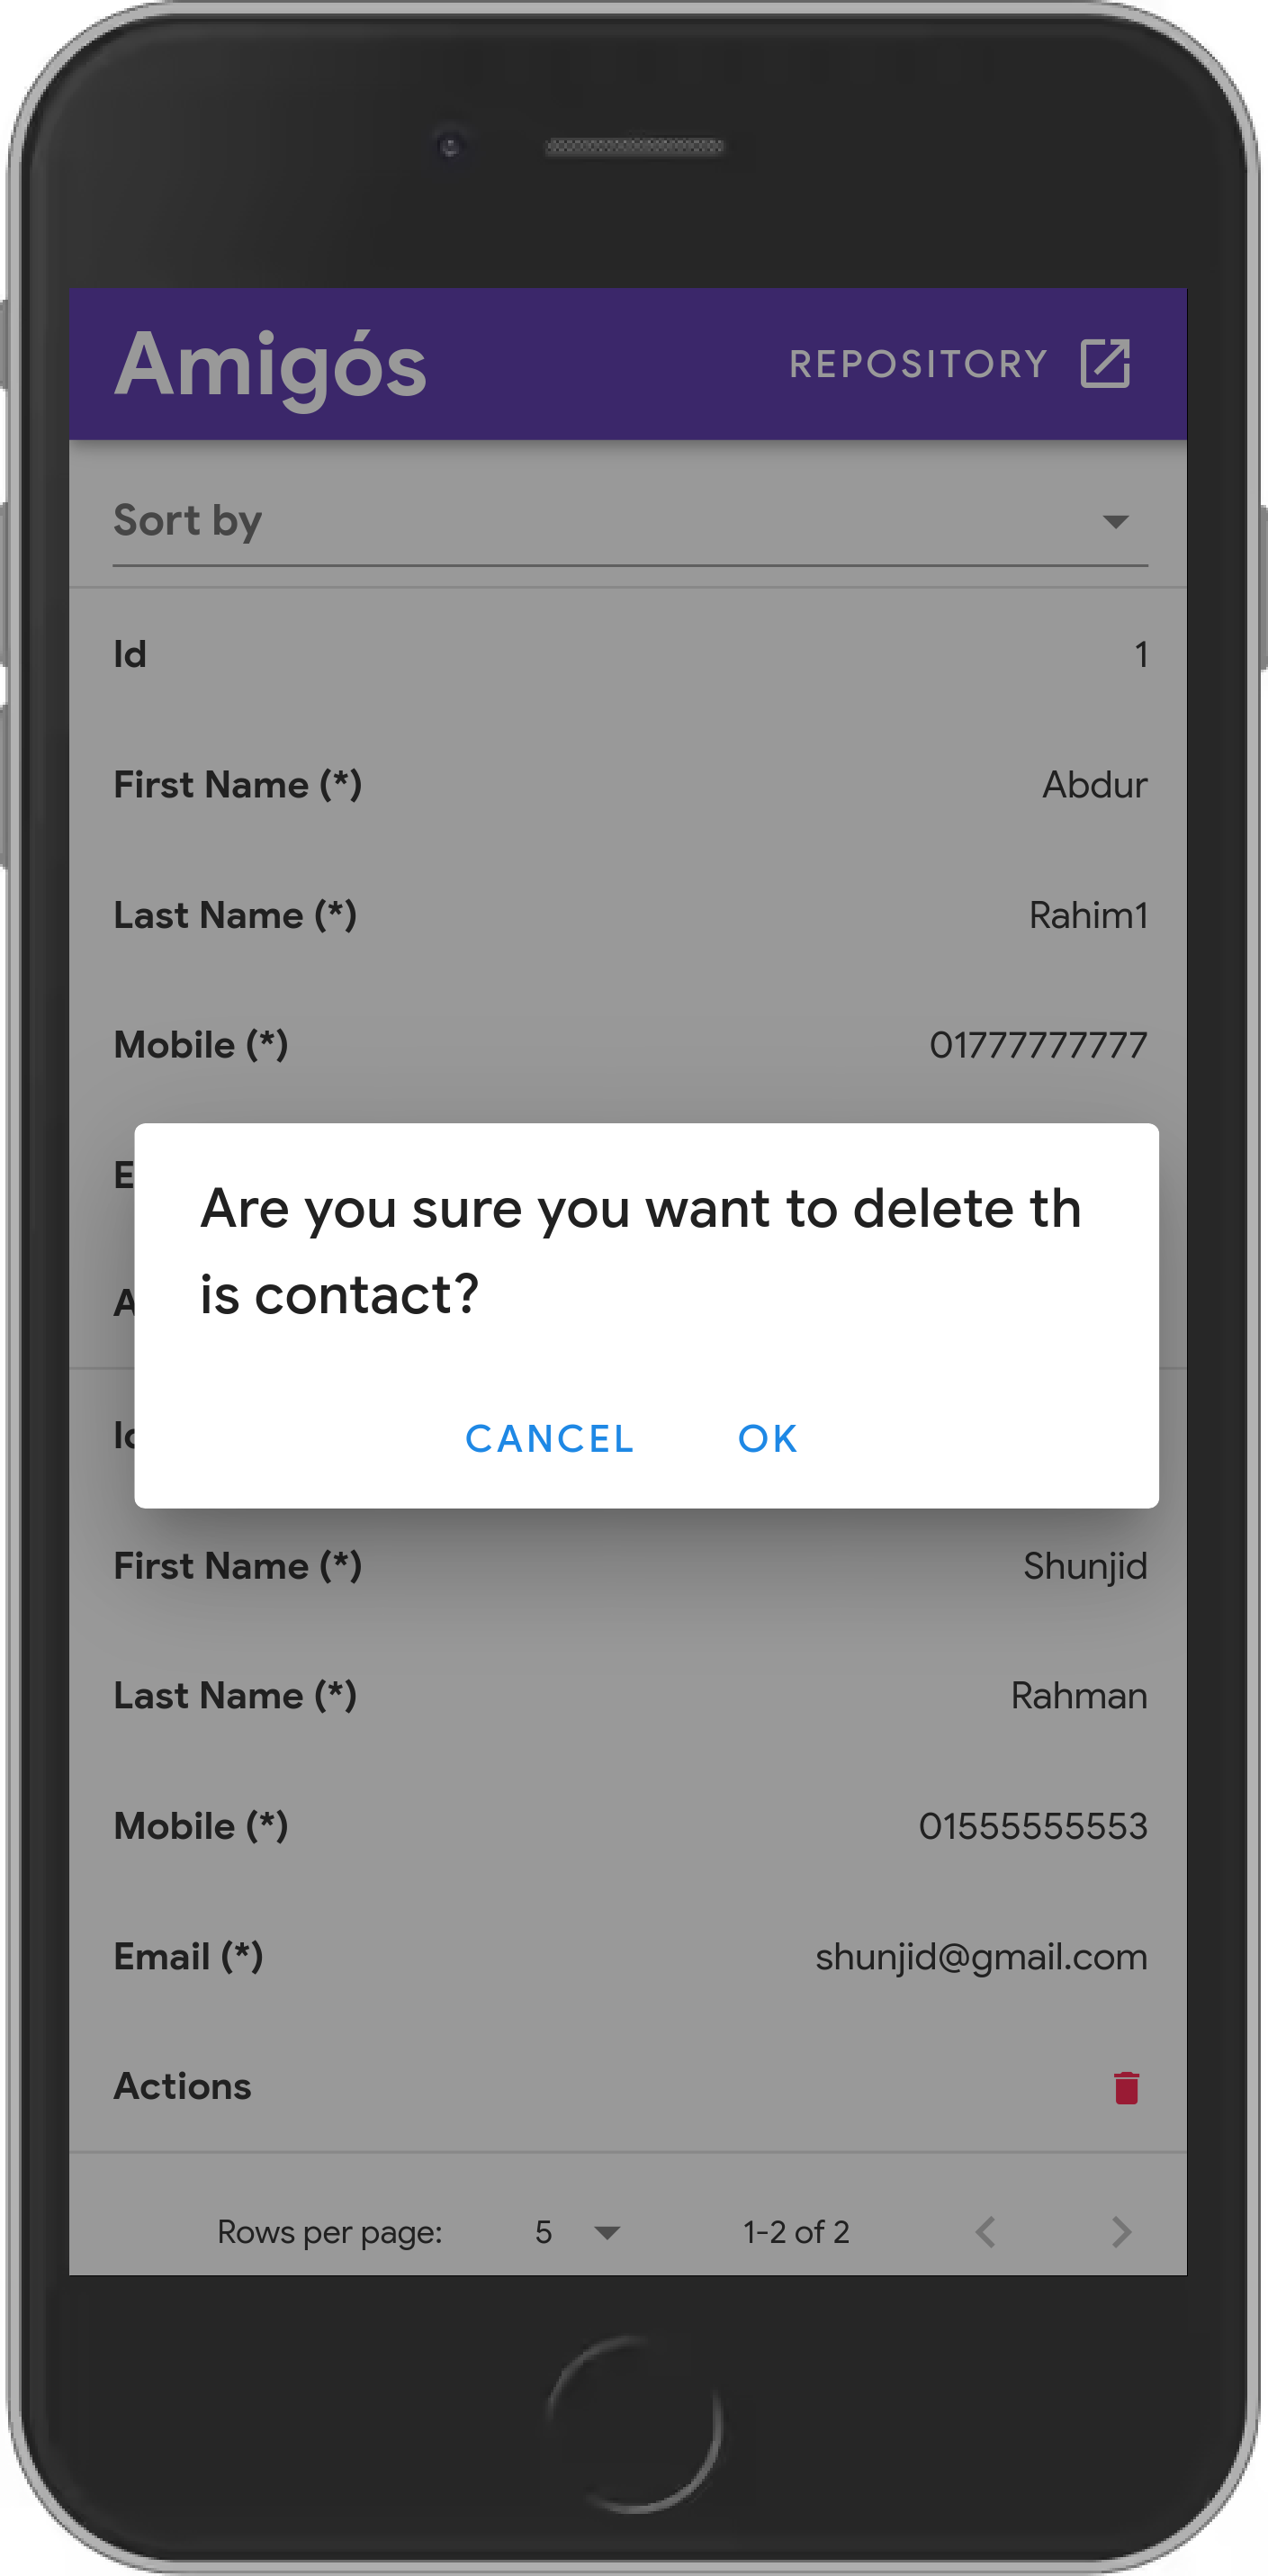 Amigós REPOSITORY
Sort by
Id 1
First Name (*) Abdur
Last Name (*) Rahim1
Mobile (*) 01777777777
Are you sure you want to delete th
is contact?
CANCEL OK
First Name (*) Shunjid
Last Name (*) Rahman
Mobile (*) 01555555553
Email (*) shunjid@gmail.com
Actions
Rows per page: 5 1-2 of 2